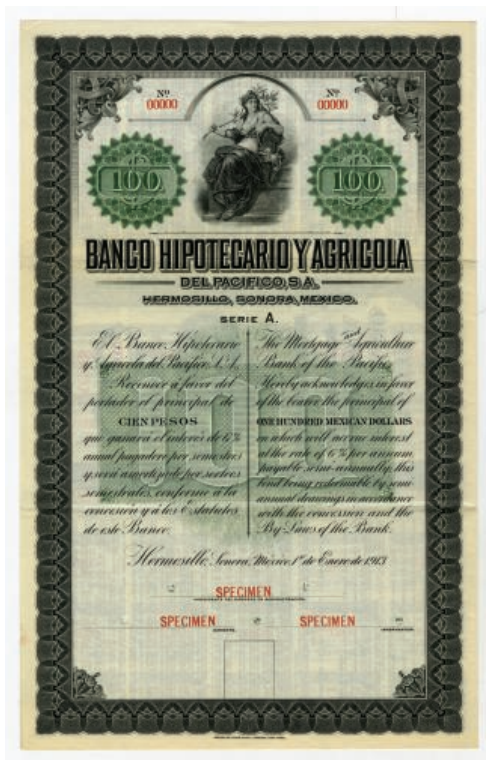 Nº Nº
00000 00000
100 100
BANCO HIPOTECARIO Y AGRICOLA
DEL PACIFICO, S.A.
HERMOSILLO, SONORA, MEXICO.
SERIE A.
El Banco Hipotecario
y Agricola del Pacifico, S.A.
Reconoce a favor del
portador el principal de
CIEN PESOS
que ganará el interés de 6 %
anual pagadero por semestres
y será amortizado por sorteos
semestrales, conforme á la
concesion y á los Estatutos
de este Banco.
The Mortgage and Agriculture
Bank of the Pacific,
Hereby acknowledges in favor
of the bearer the principal of
ONE HUNDRED MEXICAN DOLLARS
on which will accrue interest
at the rate of 6 % per annum
payable semi-annually, this
bond being redeemable by semi-
annual drawings in accordance
with the concession and the
By-Laws of the Bank.
Hermosillo, Sonora, México, 1º de Enero de 1913
SPECIMEN
SPECIMEN SPECIMEN